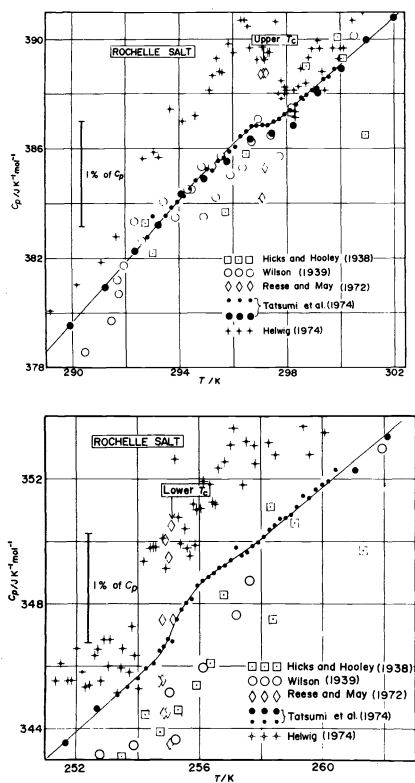 390
386
382
378
Cp/J K⁻¹mol⁻¹
ROCHELLE SALT
Upper Tc
1% of Cp
Hicks and Hooley (1938)
Wilson (1939)
Reese and May (1972)
Tatsumi et al. (1974)
Helwig (1974)
290 294 298 302
T / K
352
348
344
Cp/J K⁻¹mol⁻¹
ROCHELLE SALT
Lower Tc
1% of Cp
Hicks and Hooley (1938)
Wilson (1939)
Reese and May (1972)
Tatsumi et al. (1974)
Helwig (1974)
252 256 260 264
T / K